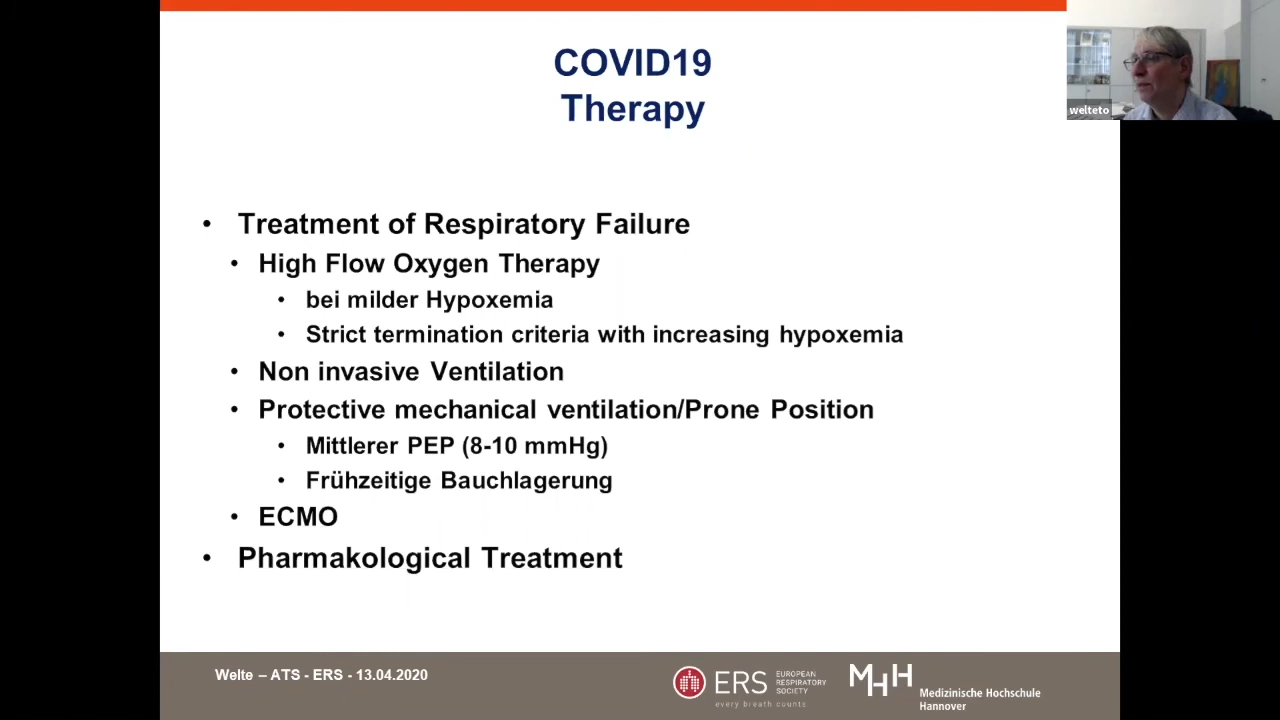 COVID19
Therapy
welteto
• Treatment of Respiratory Failure
• High Flow Oxygen Therapy
• bei milder Hypoxemia
• Strict termination criteria with increasing hypoxemia
• Non invasive Ventilation
• Protective mechanical ventilation/Prone Position
• Mittlerer PEP (8-10 mmHg)
• Frühzeitige Bauchlagerung
• ECMO
• Pharmakological Treatment
Welte – ATS - ERS - 13.04.2020
ERS
EUROPEAN
RESPIRATORY
SOCIETY
every breath counts
MHH
Medizinische Hochschule
Hannover